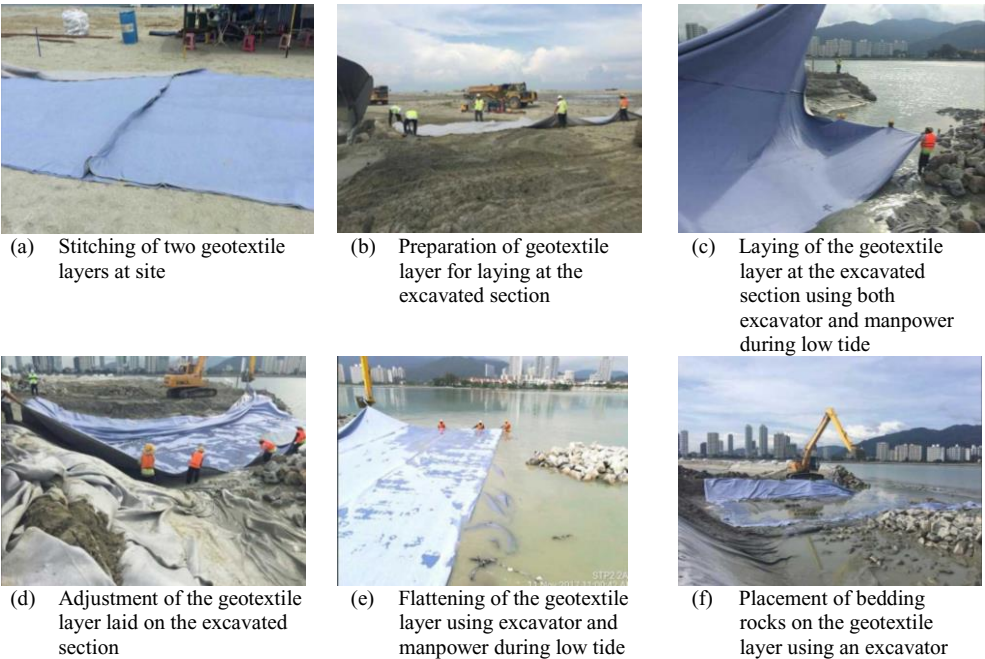 (a) Stitching of two geotextile
layers at site
(b) Preparation of geotextile
layer for laying at the
excavated section
(c) Laying of the geotextile
layer at the excavated
section using both
excavator and manpower
during low tide
(d) Adjustment of the geotextile
layer laid on the excavated
section
(e) Flattening of the geotextile
layer using excavator and
manpower during low tide
STP2.2A
(f) Placement of bedding
rocks on the geotextile
layer using an excavator